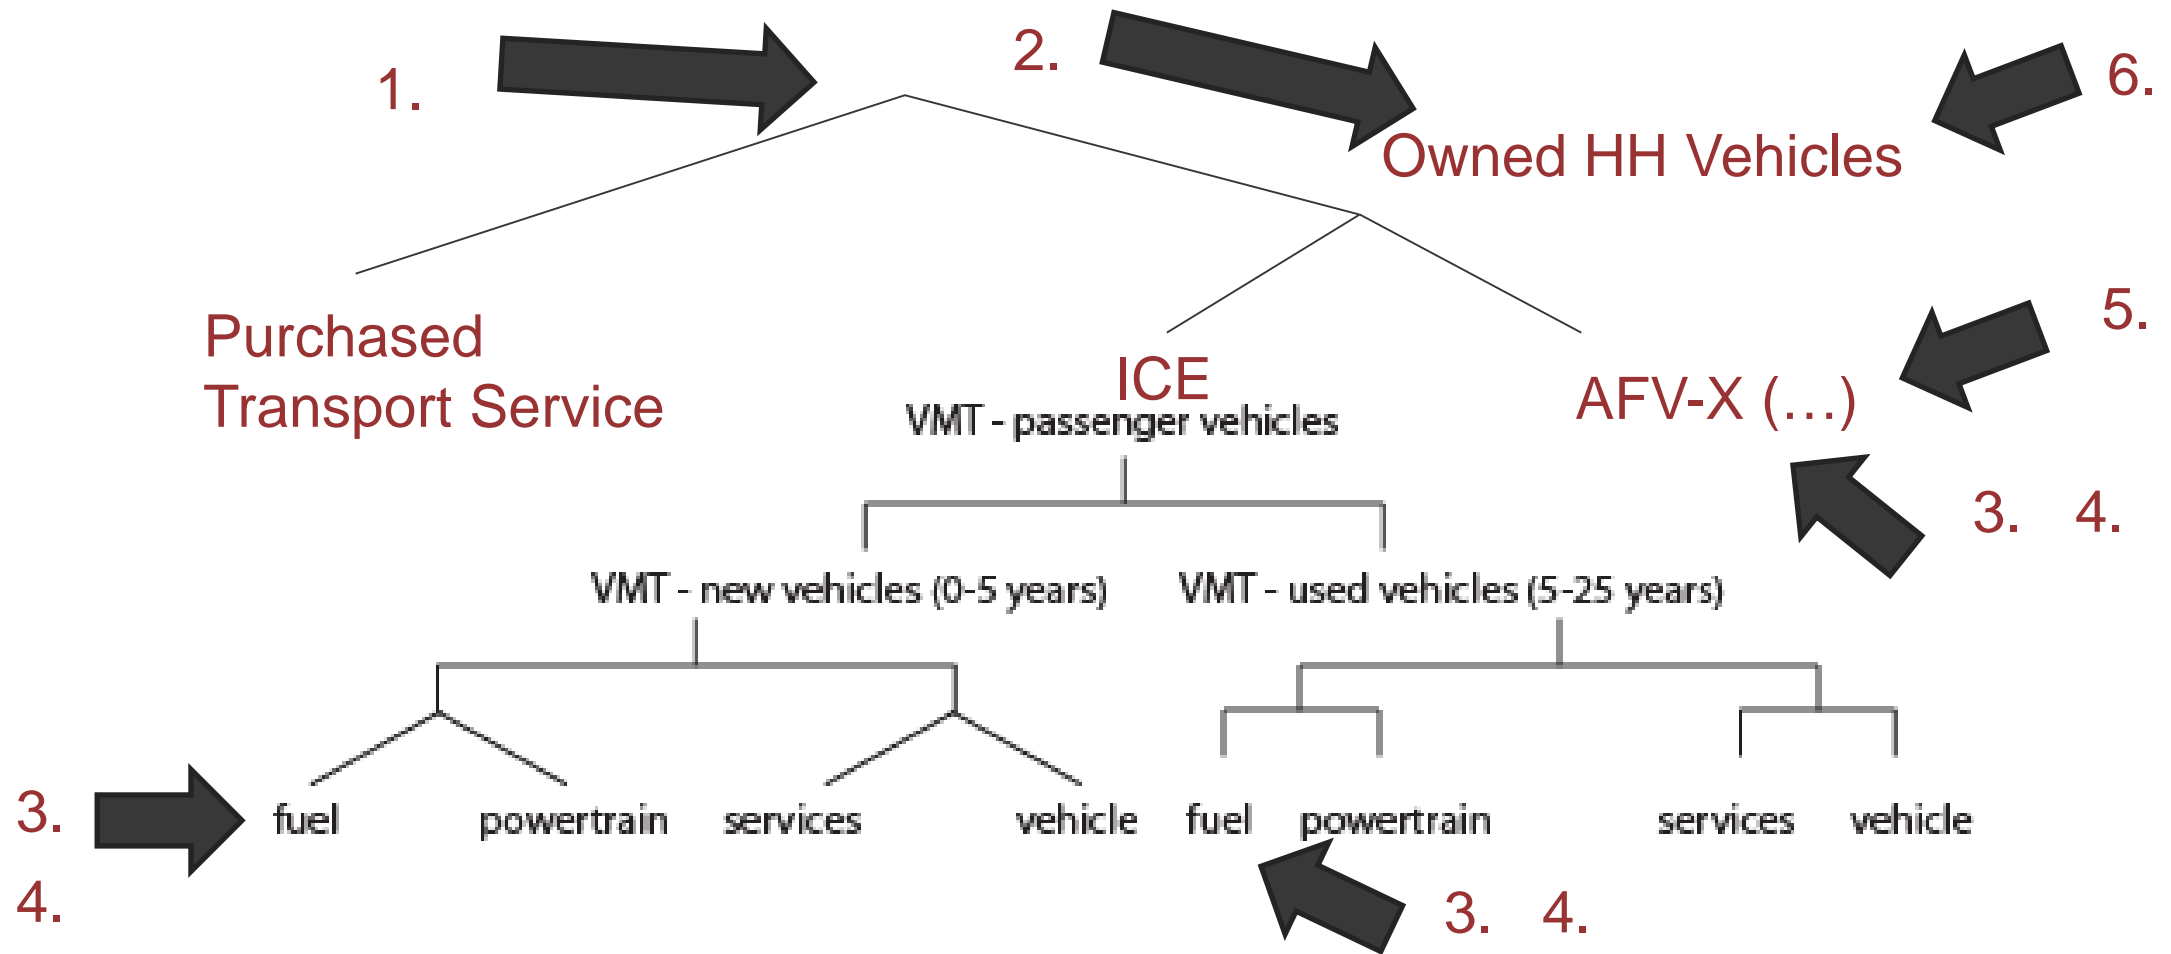 1.
2.
6.
Owned HH Vehicles
Purchased
Transport Service
ICE
AFV-X (…)
5.
VMT - passenger vehicles
3. 4.
VMT - new vehicles (0-5 years)
VMT - used vehicles (5-25 years)
3.
fuel
powertrain
services
vehicle
fuel
powertrain
services
vehicle
4.
3. 4.